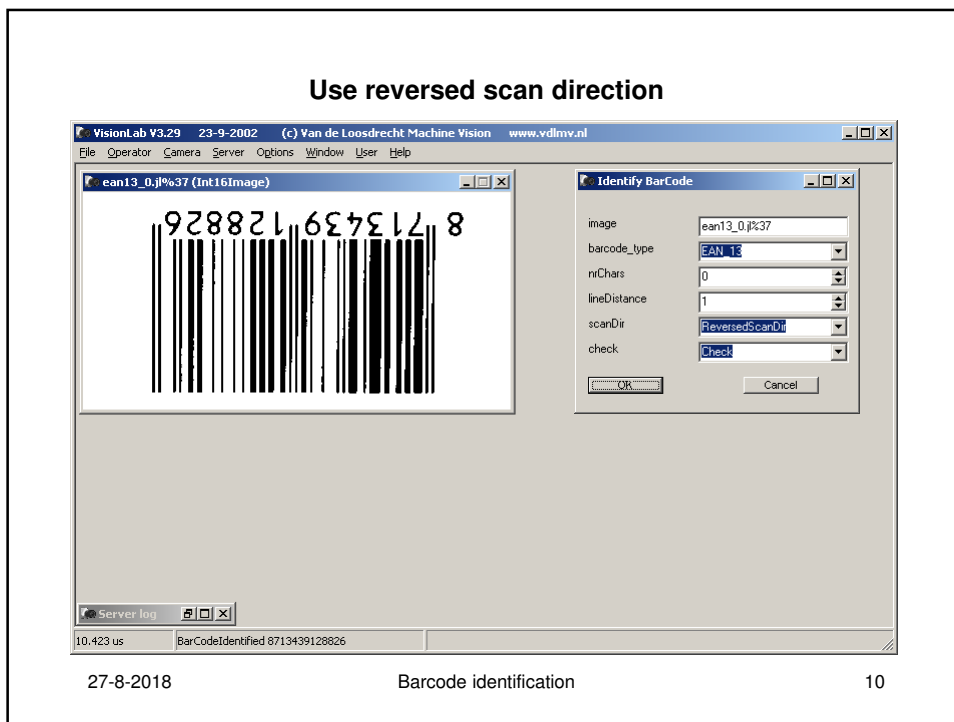 Use reversed scan direction
VisionLab V3.29 23-9-2002 (c) Van de Loosdrecht Machine Vision www.vdlmv.nl
File Operator Camera Server Options Window User Help
ean13_0.jl%37 (Int16Image)
8 713439 128826
Identify BarCode
image ean13_0.jl%37
barcode_type EAN_13
nrChars 0
lineDistance 1
scanDir ReversedScanDir
check Check
OK Cancel
Server log
10.423 us BarCodeIdentified 8713439128826
27-8-2018 Barcode identification 10